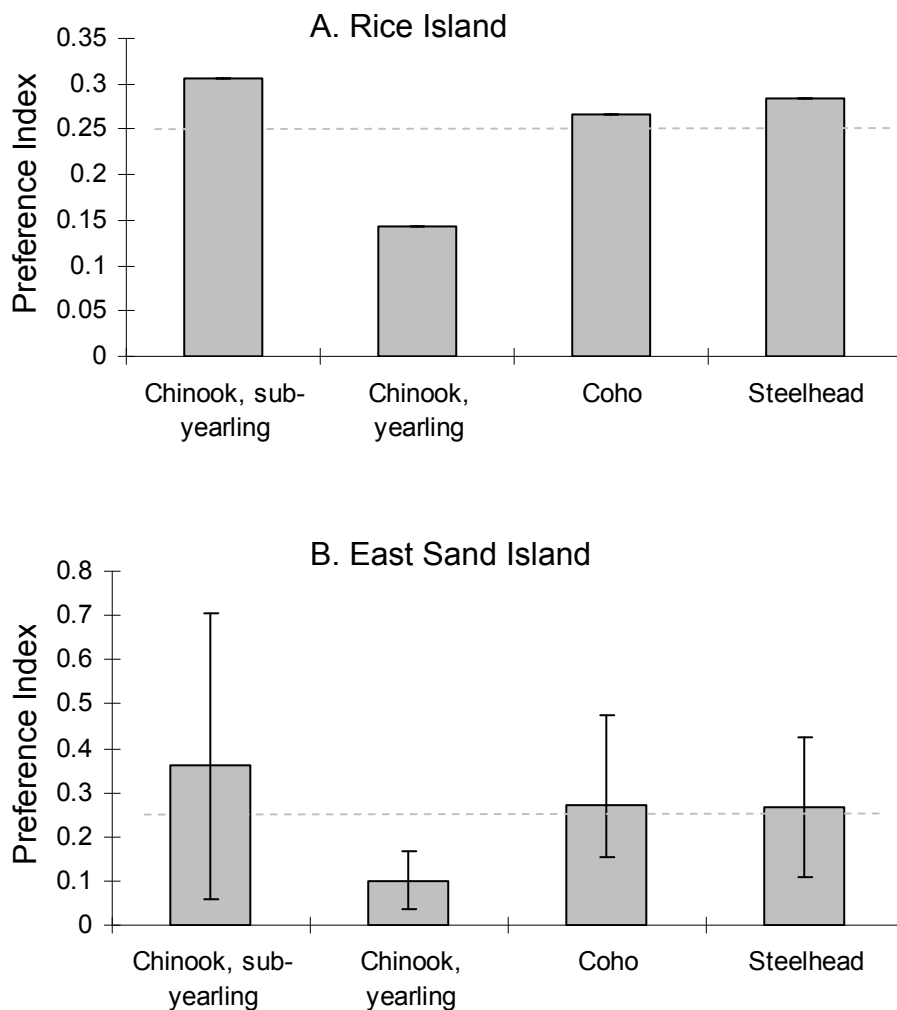 A. Rice Island
Preference Index
0.35
0.3
0.25
0.2
0.15
0.1
0.05
0
Chinook, sub-
yearling
Chinook,
yearling
Coho
Steelhead
B. East Sand Island
Preference Index
0.8
0.7
0.6
0.5
0.4
0.3
0.2
0.1
0
Chinook, sub-
yearling
Chinook,
yearling
Coho
Steelhead